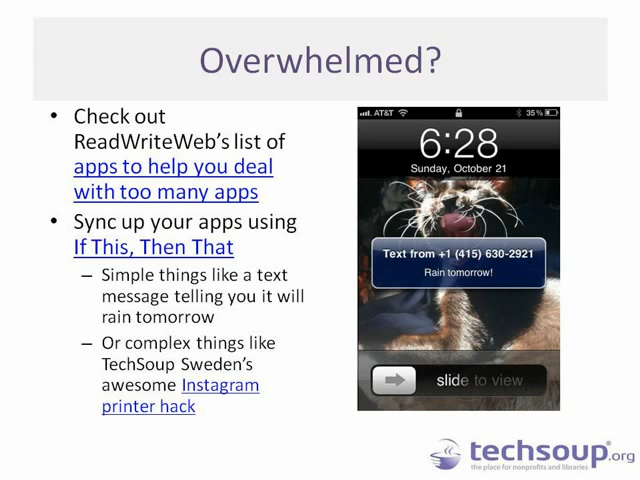 Overwhelmed?
• Check out
ReadWriteWeb's list of
apps to help you deal
with too many apps
• Sync up your apps using
If This, Then That
– Simple things like a text
message telling you it will
rain tomorrow
– Or complex things like
TechSoup Sweden's
awesome Instagram
printer hack
AT&T 35%
6:28
Sunday, October 21
Text from +1 (415) 630-2921
Rain tomorrow!
slide to view
techsoup®.org
the place for nonprofits and libraries